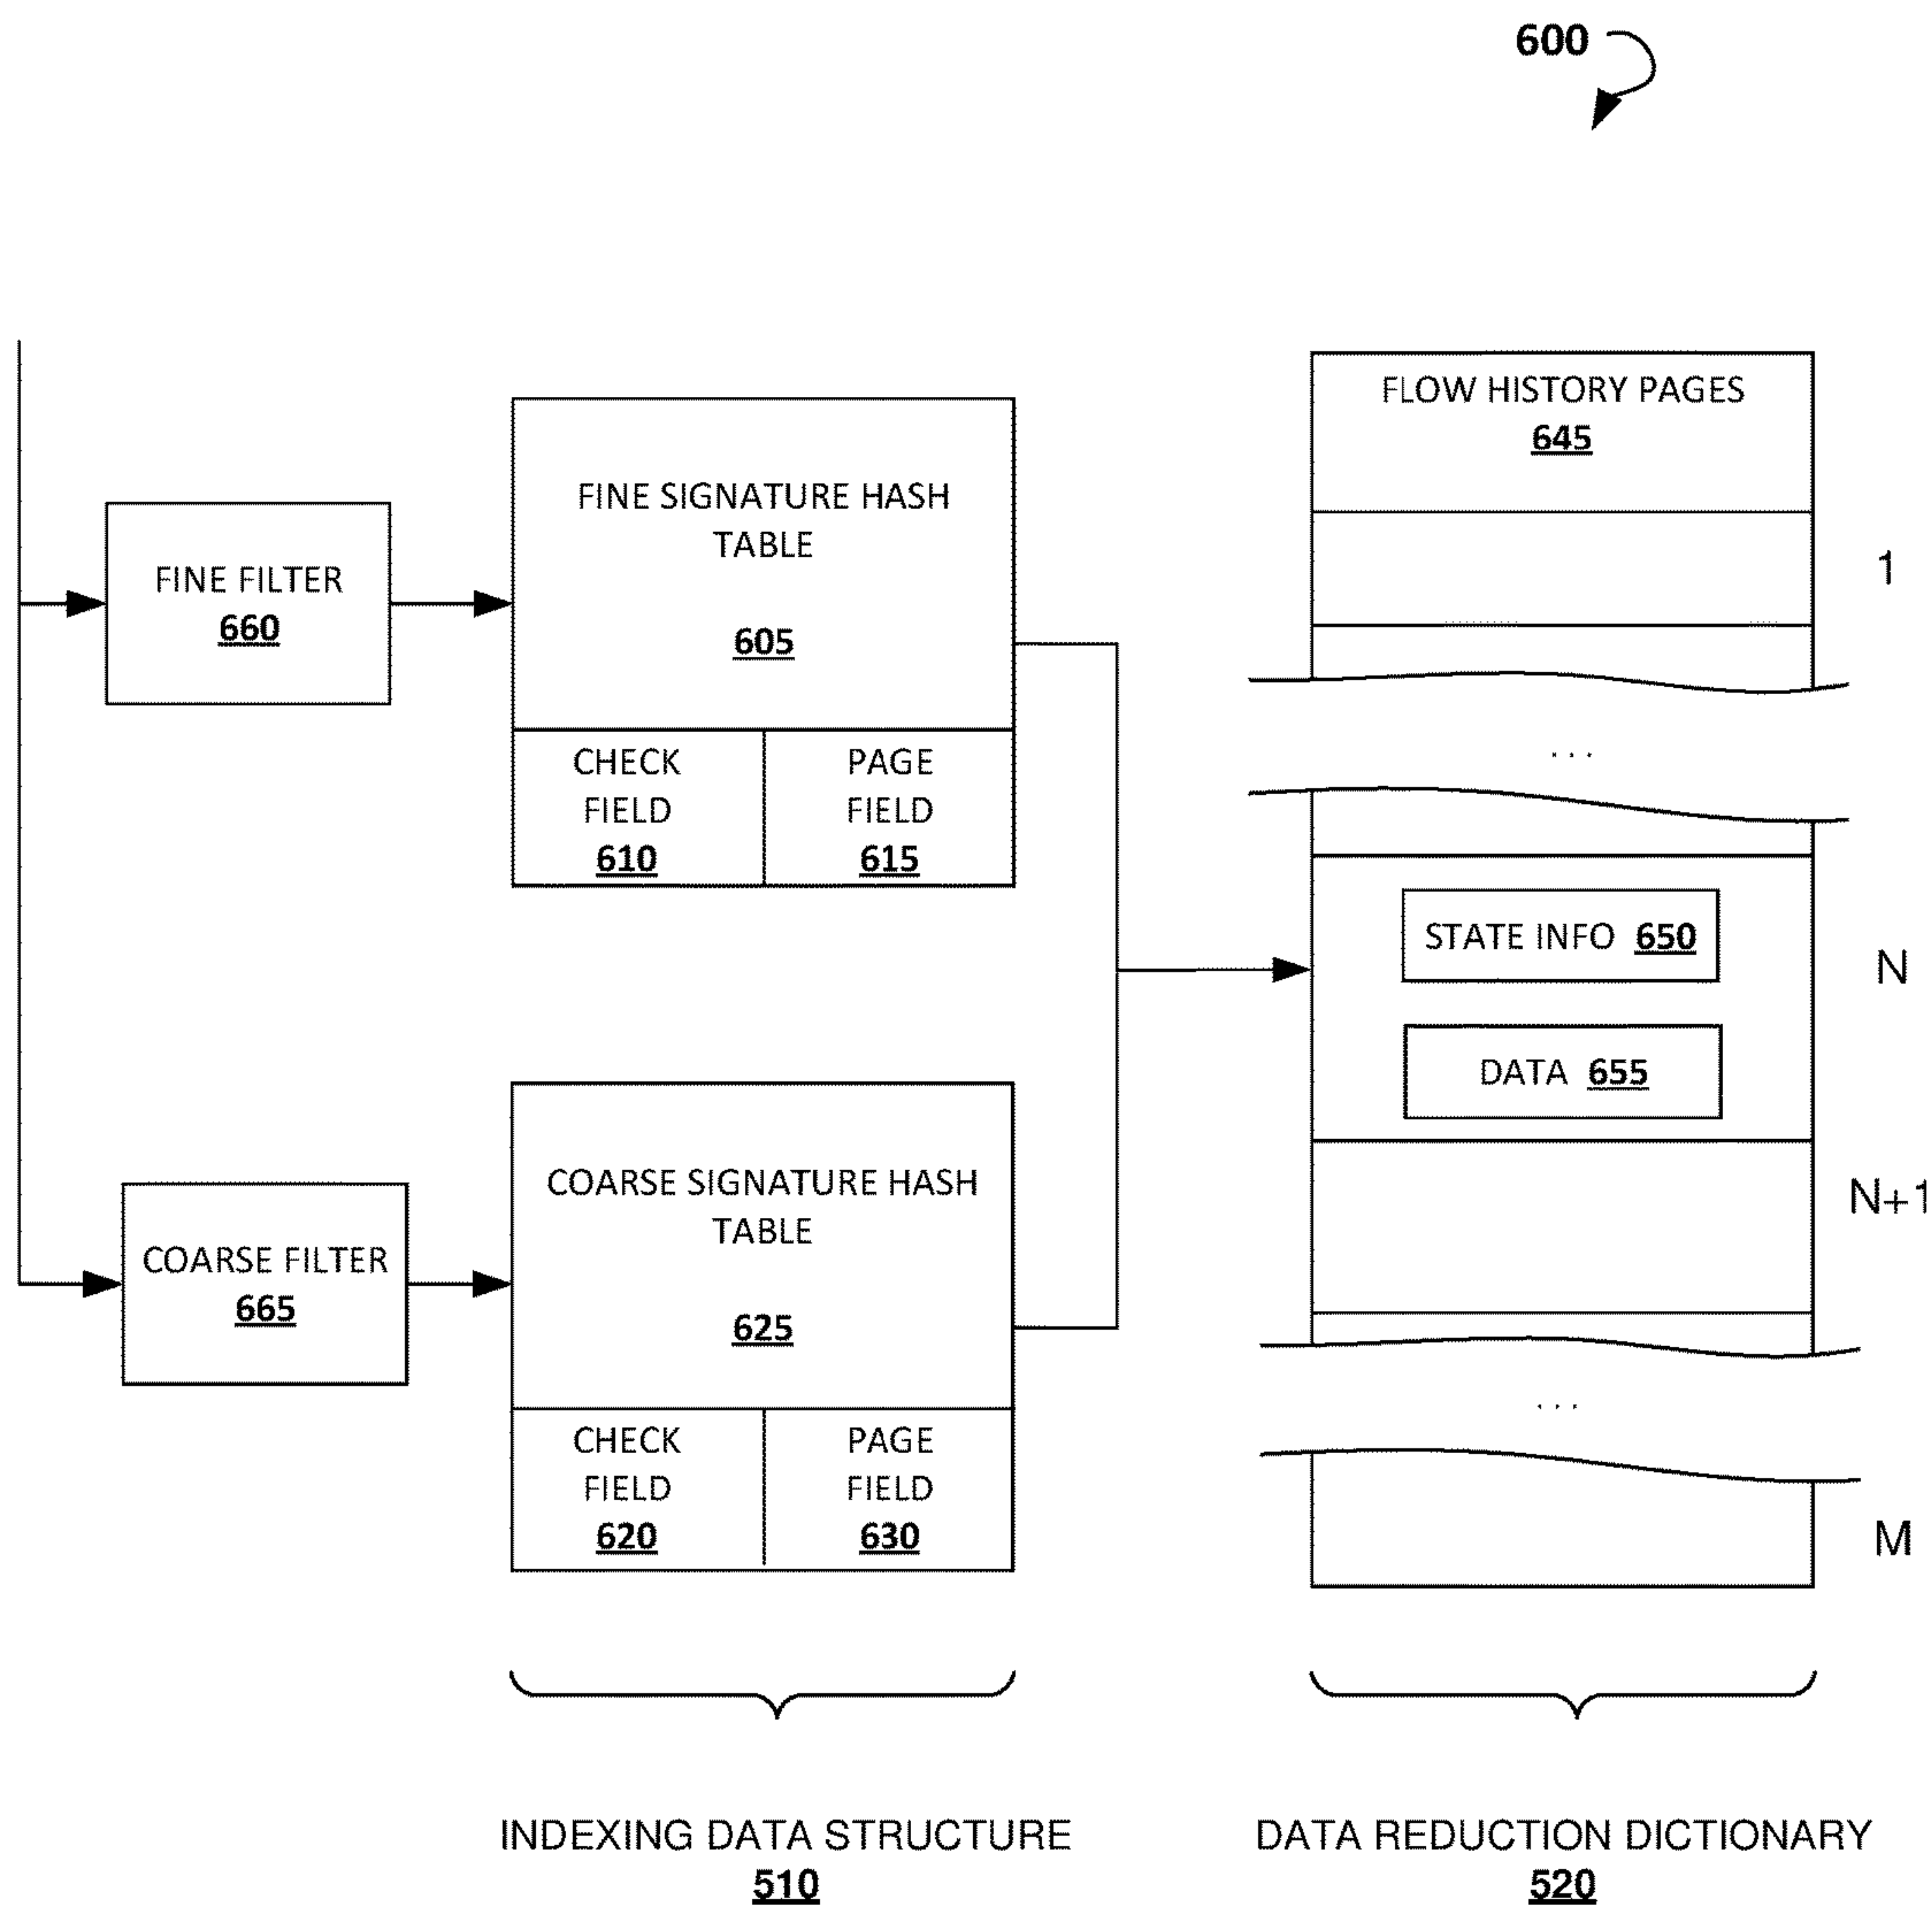 600
FLOW HISTORY PAGES
645
1
FINE FILTER
660
FINE SIGNATURE HASH
TABLE
605
CHECK
FIELD
610
PAGE
FIELD
615
. . .
STATE INFO 650
DATA 655
N
N+1
COARSE FILTER
665
COARSE SIGNATURE HASH
TABLE
625
CHECK
FIELD
620
PAGE
FIELD
630
. . .
M
INDEXING DATA STRUCTURE
510
DATA REDUCTION DICTIONARY
520